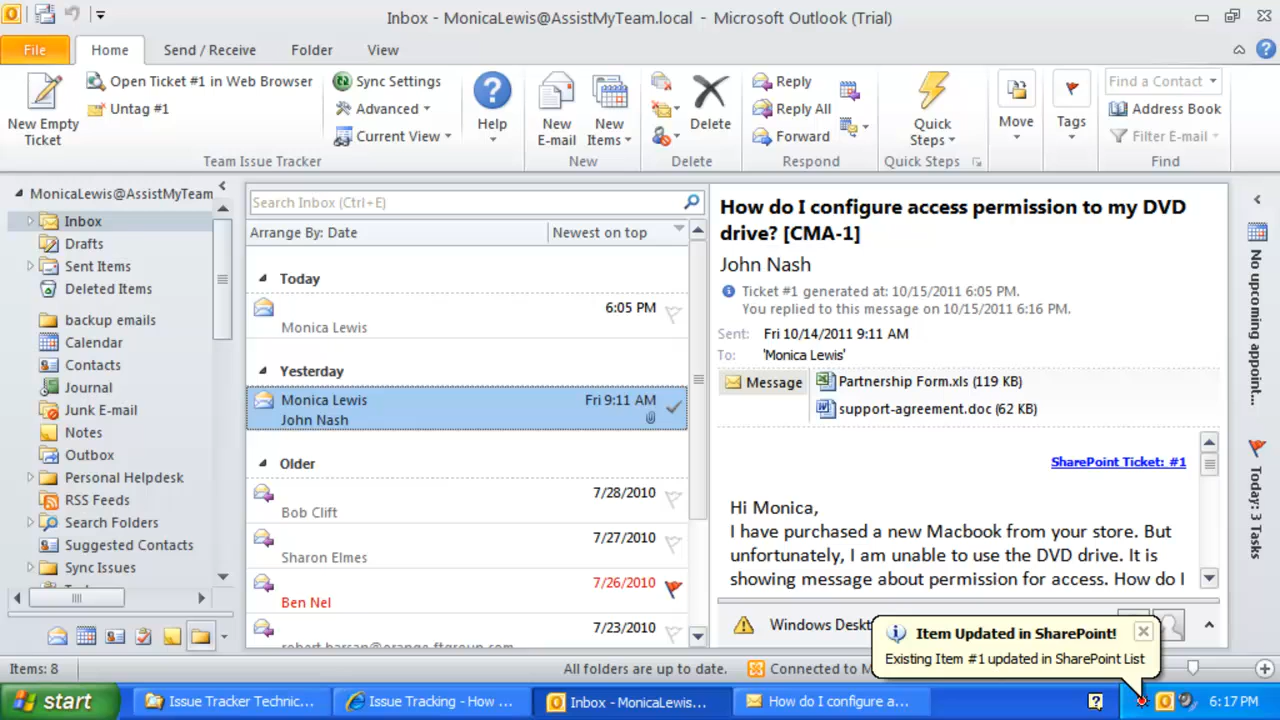 Inbox - MonicaLewis@AssistMyTeam.local - Microsoft Outlook (Trial)
File Home Send / Receive Folder View
New Empty Ticket
Open Ticket #1 in Web Browser
Untag #1
Sync Settings
Advanced
Current View
Help
New E-mail
New Items
Delete
Reply
Reply All
Forward
Quick Steps
Move
Tags
Find a Contact
Address Book
Filter E-mail
Team Issue Tracker New Delete Respond Quick Steps Find
MonicaLewis@AssistMyTeam
Inbox
Drafts
Sent Items
Deleted Items
backup emails
Calendar
Contacts
Journal
Junk E-mail
Notes
Outbox
Personal Helpdesk
RSS Feeds
Search Folders
Suggested Contacts
Sync Issues
Search Inbox (Ctrl+E)
Arrange By: Date Newest on top
Today
6:05 PM
Monica Lewis
Yesterday
Monica Lewis Fri 9:11 AM
John Nash
Older
7/28/2010
Bob Clift
7/27/2010
Sharon Elmes
7/26/2010
Ben Nel
7/23/2010
How do I configure access permission to my DVD
drive? [CMA-1]
John Nash
Ticket #1 generated at: 10/15/2011 6:05 PM.
You replied to this message on 10/15/2011 6:16 PM.
Sent: Fri 10/14/2011 9:11 AM
To: 'Monica Lewis'
Message Partnership Form.xls (119 KB)
support-agreement.doc (62 KB)
SharePoint Ticket: #1
Hi Monica,
I have purchased a new Macbook from your store. But
unfortunately, I am unable to use the DVD drive. It is
showing message about permission for access. How do I
Windows Deskt
Item Updated in SharePoint!
Existing Item #1 updated in SharePoint List
No upcoming appoint...
Today: 3 Tasks
Items: 8 All folders are up to date. Connected to M
start Issue Tracker Technic... Issue Tracking - How ... Inbox - MonicaLewis... How do I configure a... 6:17 PM